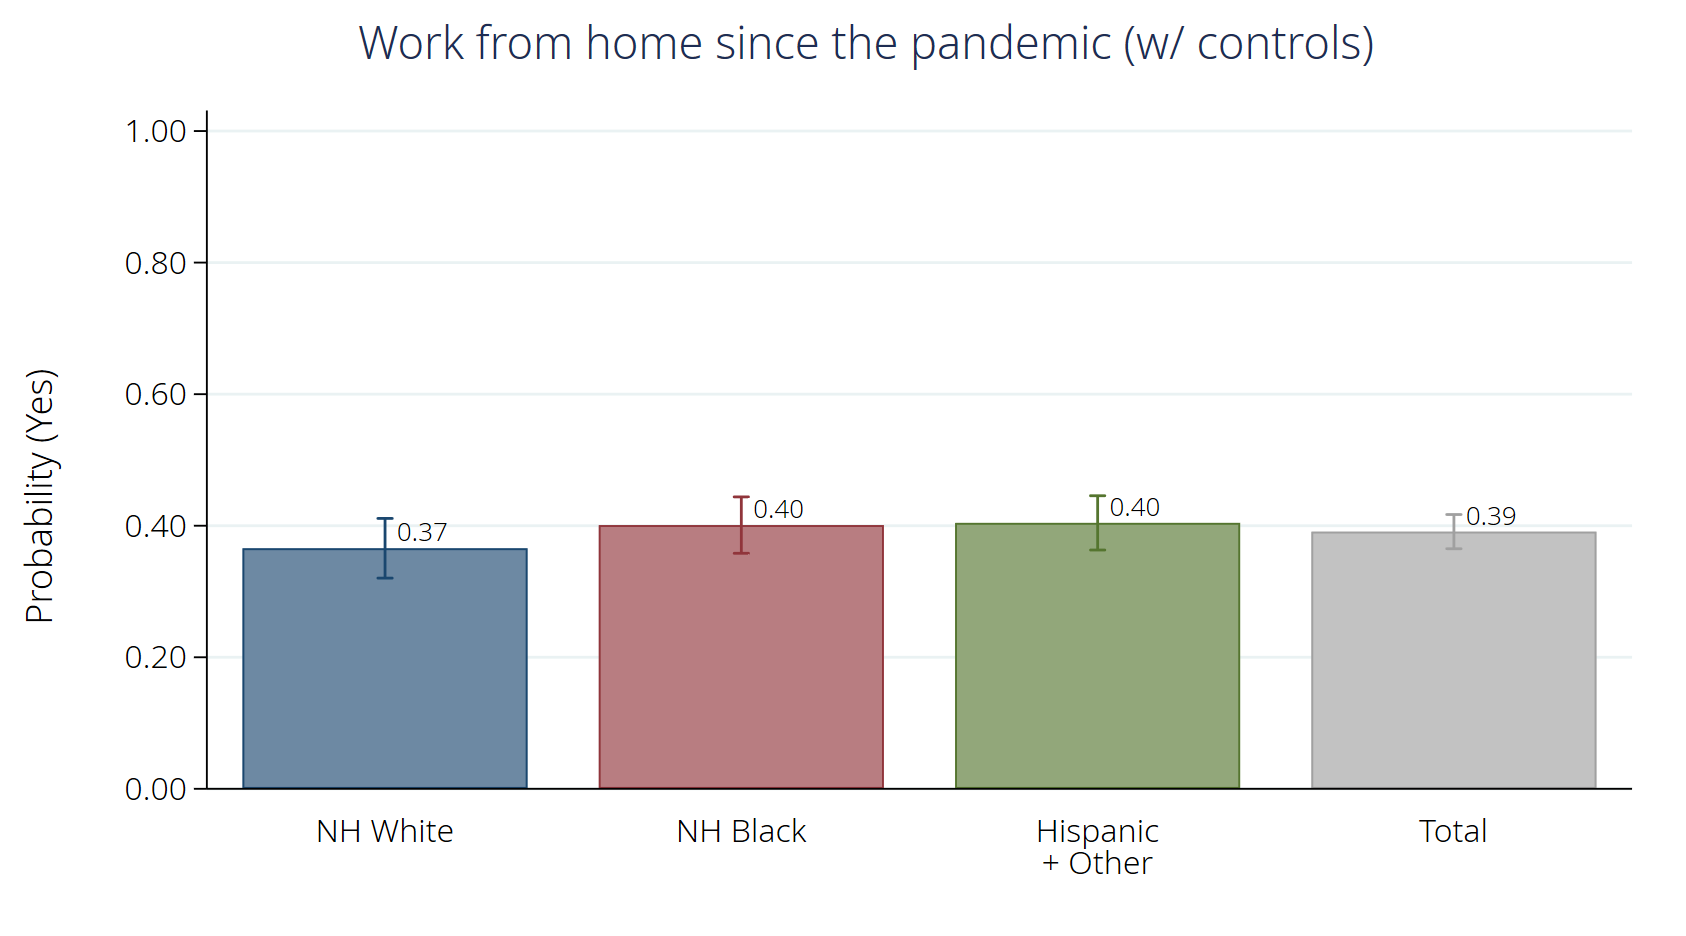 Work from home since the pandemic (w/ controls)
Probability (Yes)
1.00
0.80
0.60
0.40
0.20
0.00
0.37
0.40
0.40
0.39
NH White
NH Black
Hispanic
+ Other
Total